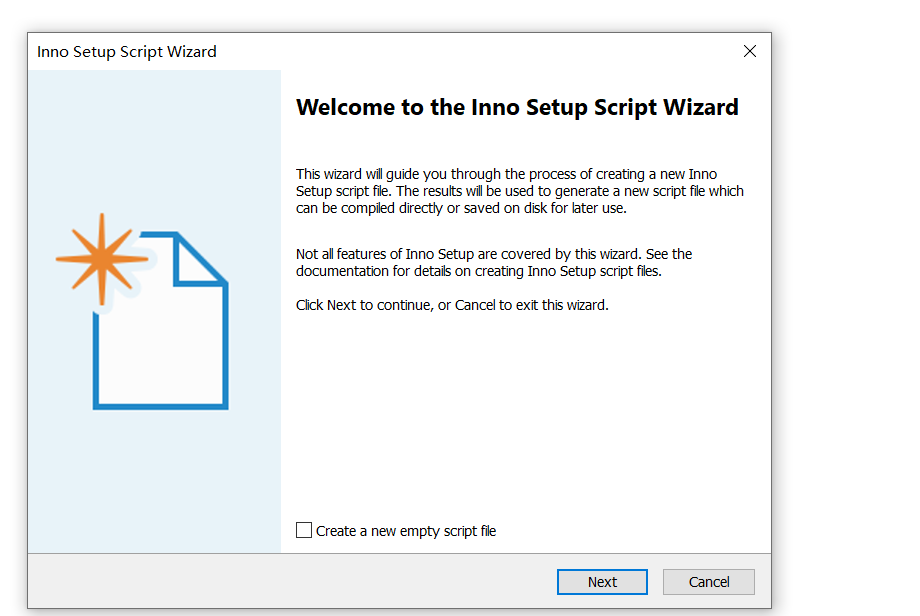 Inno Setup Script Wizard
Welcome to the Inno Setup Script Wizard
This wizard will guide you through the process of creating a new Inno
Setup script file. The results will be used to generate a new script file which
can be compiled directly or saved on disk for later use.
Not all features of Inno Setup are covered by this wizard. See the
documentation for details on creating Inno Setup script files.
Click Next to continue, or Cancel to exit this wizard.
Create a new empty script file
Next
Cancel